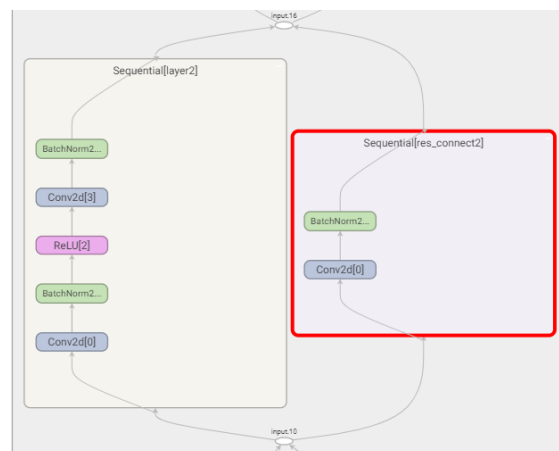 input.16
Sequential[layer2]
BatchNorm2...
Conv2d[3]
ReLU[2]
BatchNorm2...
Conv2d[0]
Sequential[res_connect2]
BatchNorm2...
Conv2d[0]
input.10